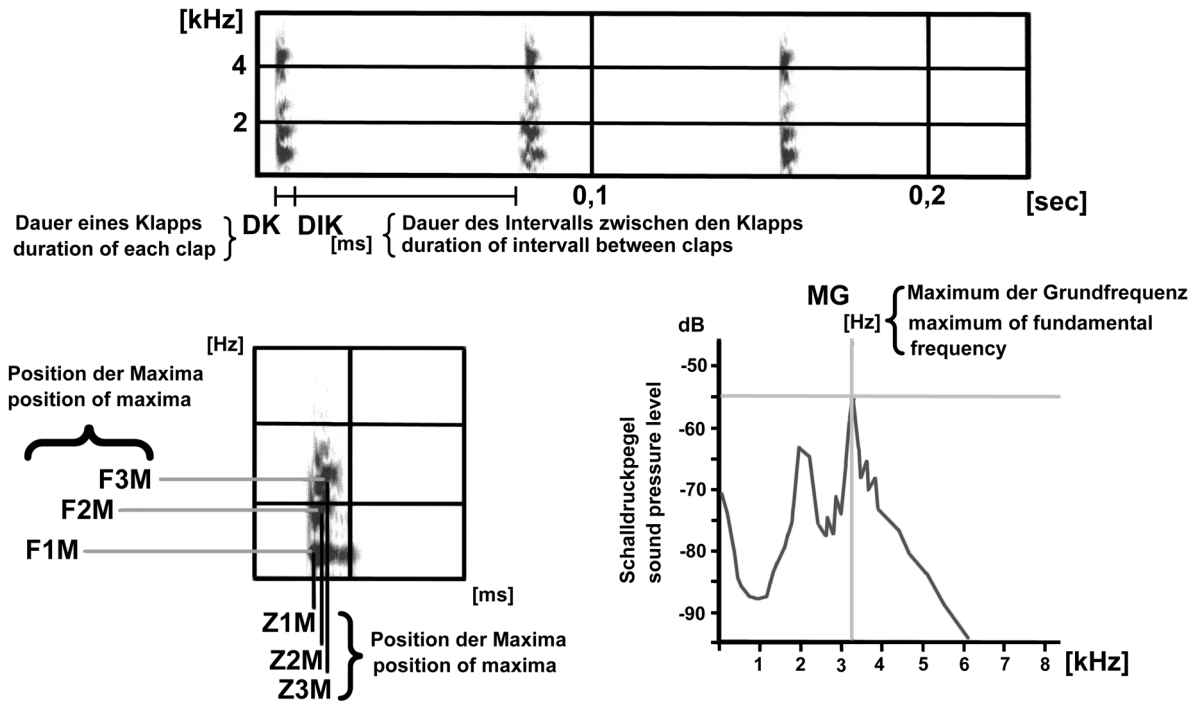 [kHz]
4
2
0,1
0,2
[sec]
Dauer eines Klapps
duration of each clap
DK
DIK
[ms]
Dauer des Intervalls zwischen den Klapps
duration of intervall between claps
[Hz]
Position der Maxima
position of maxima
F3M
F2M
F1M
[ms]
Z1M
Z2M
Z3M
Position der Maxima
position of maxima
MG
[Hz]
Maximum der Grundfrequenz
maximum of fundamental
frequency
dB
-50
-60
-70
-80
-90
Schalldruckpegel
sound pressure level
1 2 3 4 5 6 7 8
[kHz]